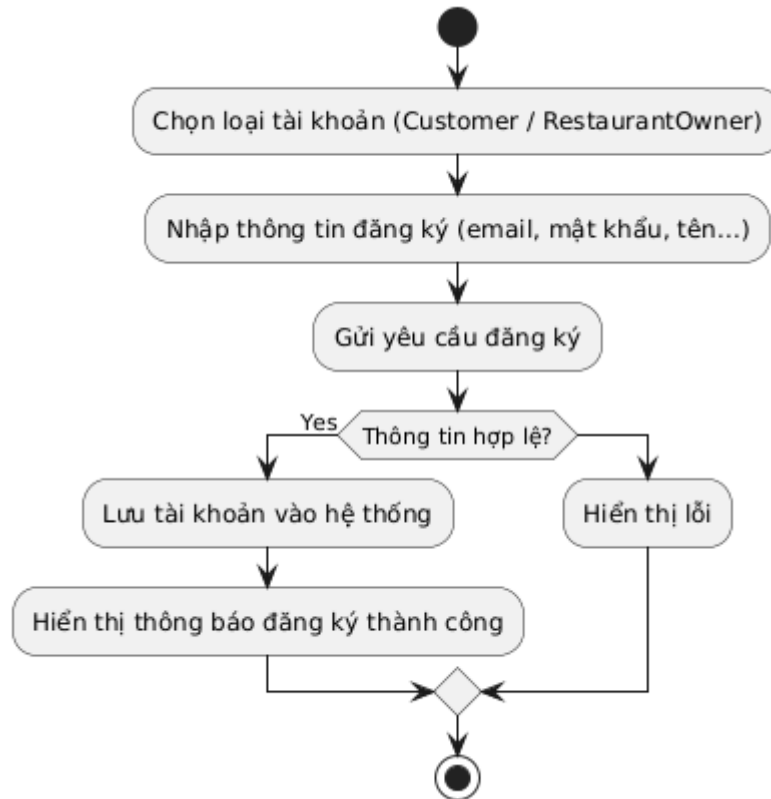 Chọn loại tài khoản (Customer / RestaurantOwner)
Nhập thông tin đăng ký (email, mật khẩu, tên...)
Gửi yêu cầu đăng ký
Yes
Thông tin hợp lệ?
Lưu tài khoản vào hệ thống
Hiển thị lỗi
Hiển thị thông báo đăng ký thành công